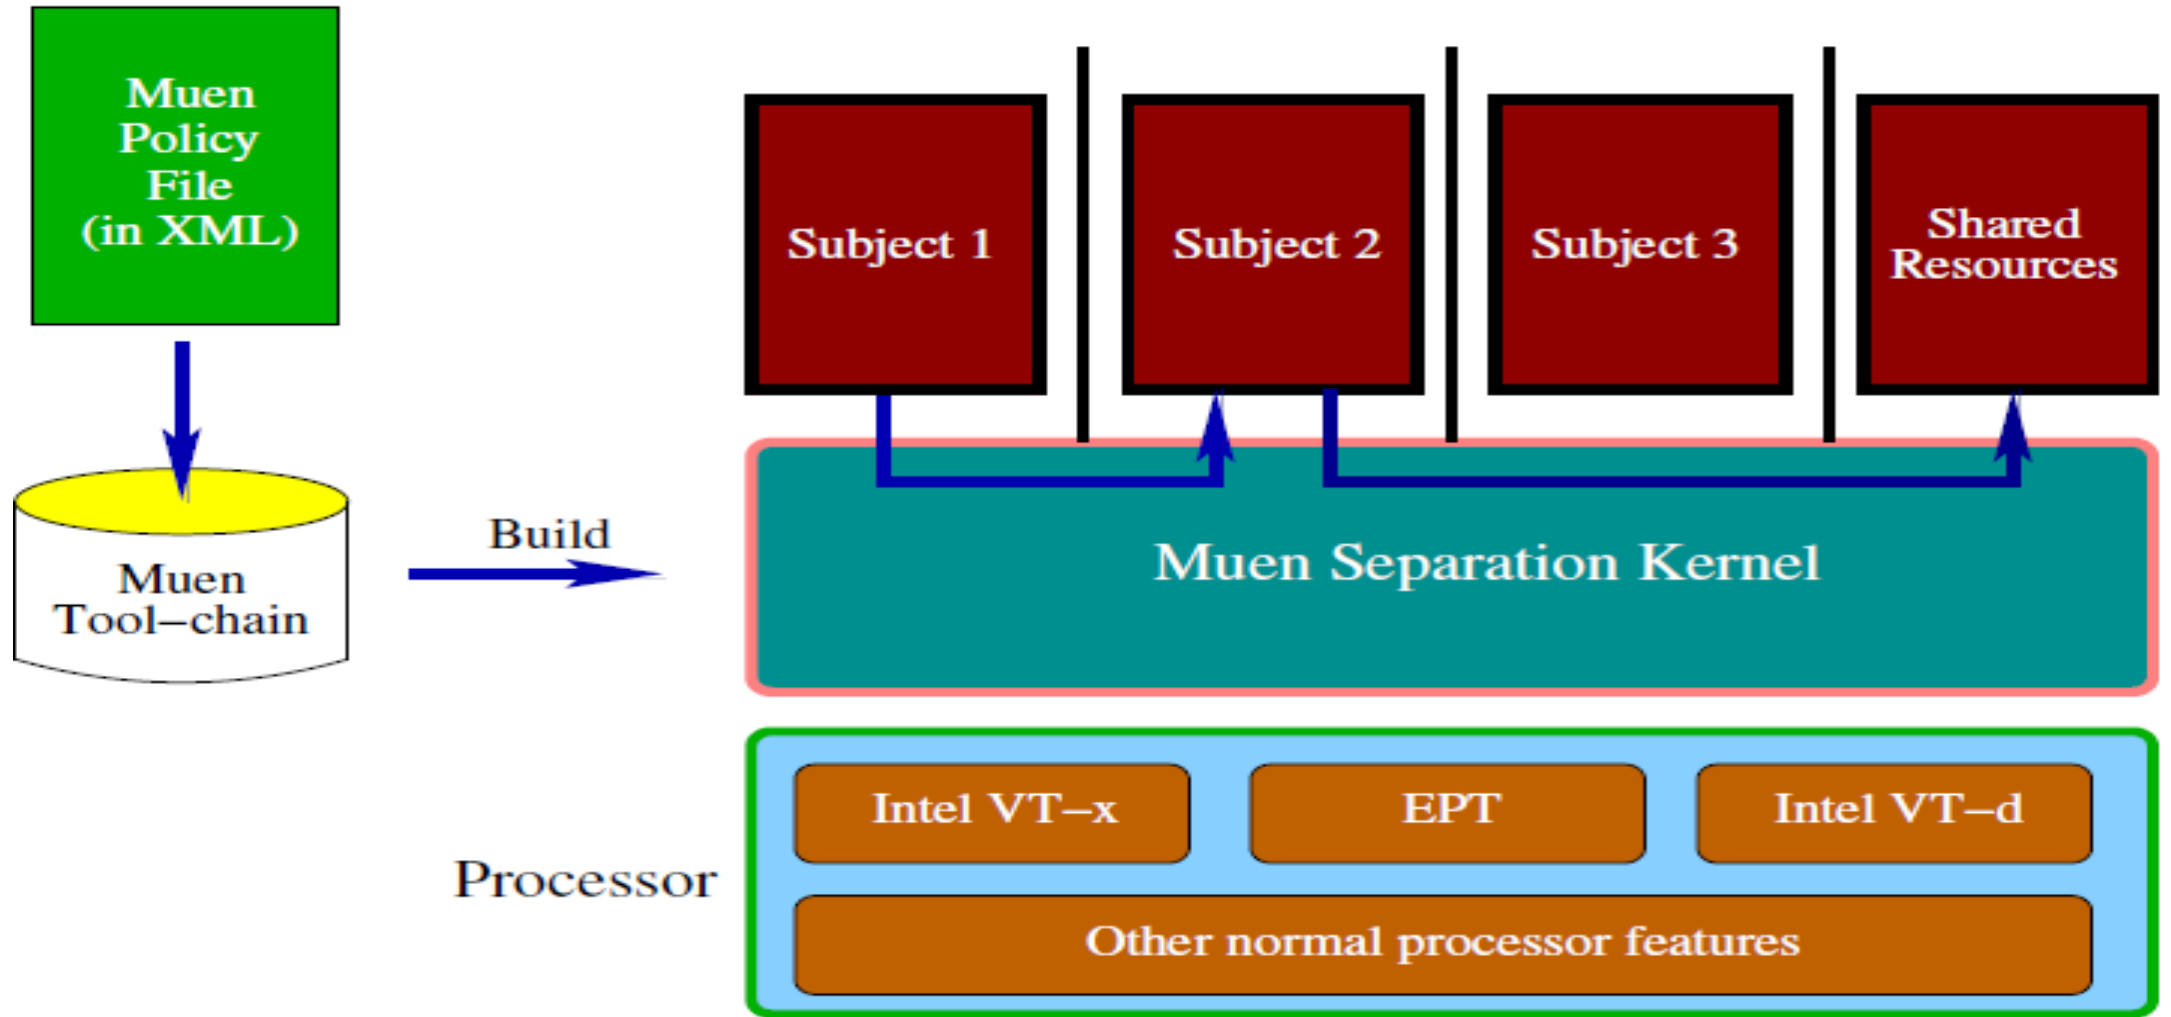 Muen
Policy
File
(in XML)
Muen
Tool−chain
Build
Subject 1
Subject 2
Subject 3
Shared
Resources
Muen Separation Kernel
Processor
Intel VT−x
EPT
Intel VT−d
Other normal processor features